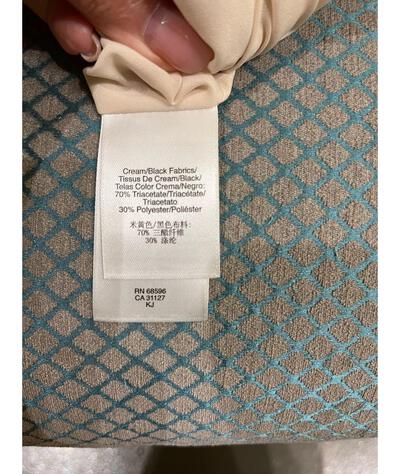 Cream/Black Fabrics/
Tissus De Cream/Black/
Telas Color Crema/Negro:
70% Triacetate/Triacétate/
Triacetato
30% Polyester/Poliéster
米黄色/黑色布料:
70% 三醋纤维
30% 涤纶
RN 68596
CA 31127
KJ